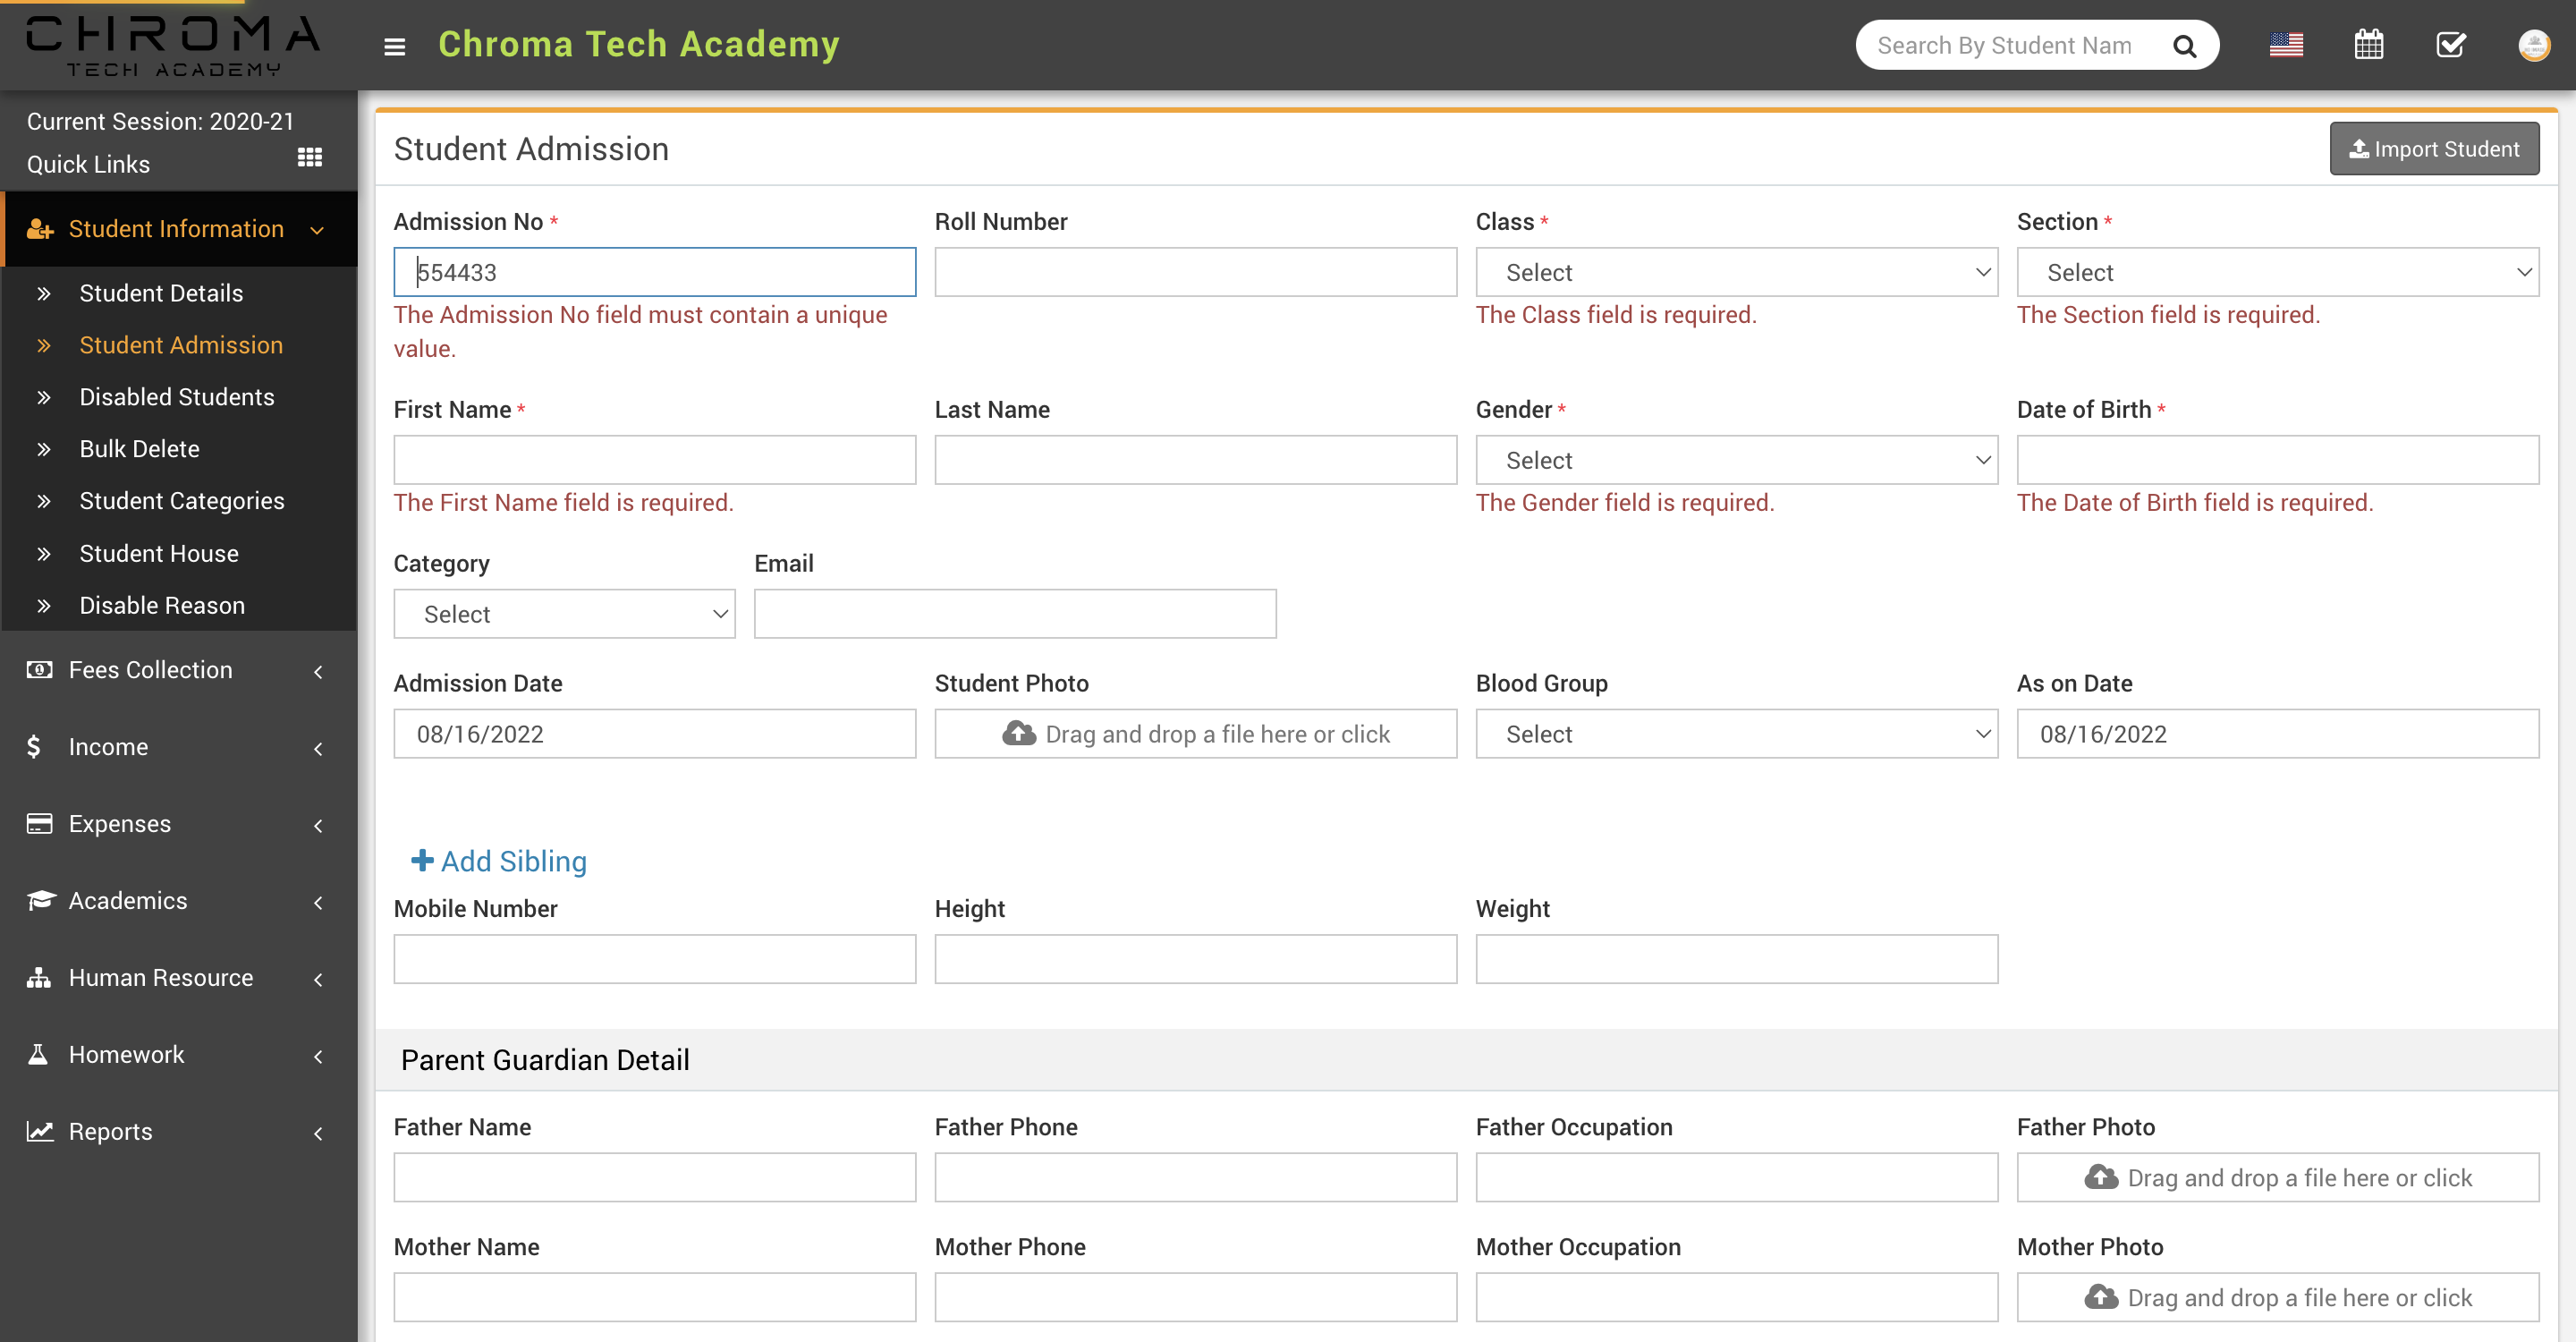 CHROMA
TECH ACADEMY
Chroma Tech Academy
Search By Student Nam
Current Session: 2020-21
Quick Links
Student Information
Student Details
Student Admission
Disabled Students
Bulk Delete
Student Categories
Student House
Disable Reason
Fees Collection
Income
Expenses
Academics
Human Resource
Homework
Reports
Student Admission
Import Student
Admission No *
Roll Number
Class *
Section *
554433
Select
Select
The Admission No field must contain a unique
value.
The Class field is required.
The Section field is required.
First Name *
Last Name
Gender *
Date of Birth *
Select
The First Name field is required.
The Gender field is required.
The Date of Birth field is required.
Category
Email
Select
Admission Date
Student Photo
Blood Group
As on Date
08/16/2022
Drag and drop a file here or click
Select
08/16/2022
Add Sibling
Mobile Number
Height
Weight
Parent Guardian Detail
Father Name
Father Phone
Father Occupation
Father Photo
Drag and drop a file here or click
Mother Name
Mother Phone
Mother Occupation
Mother Photo
Drag and drop a file here or click